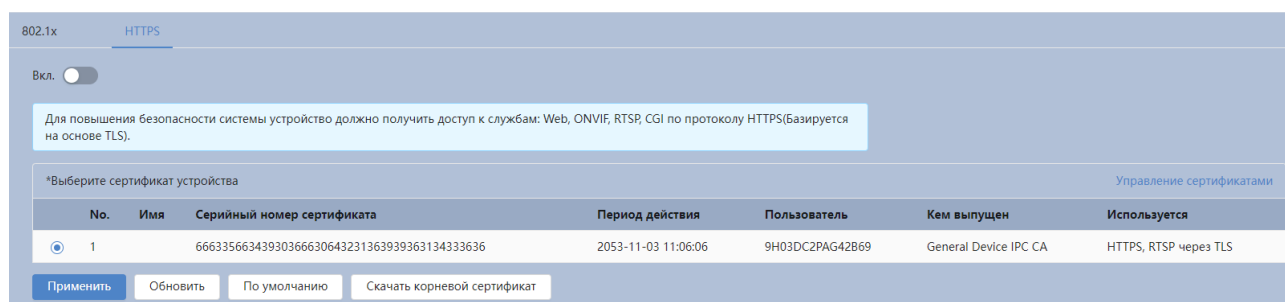 802.1x HTTPS
Вкл.
Для повышения безопасности системы устройство должно получить доступ к службам: Web, ONVIF, RTSP, CGI по протоколу HTTPS(Базируется
на основе TLS).
*Выберите сертификат устройства Управление сертификатами
No. Имя Серийный номер сертификата Период действия Пользователь Кем выпущен Используется
1 666335663439303666306432313639393631343336​36 2053-11-03 11:06:06 9H03DC2PAG42B69 General Device IPC CA HTTPS, RTSP через TLS
Применить Обновить По умолчанию Скачать корневой сертификат